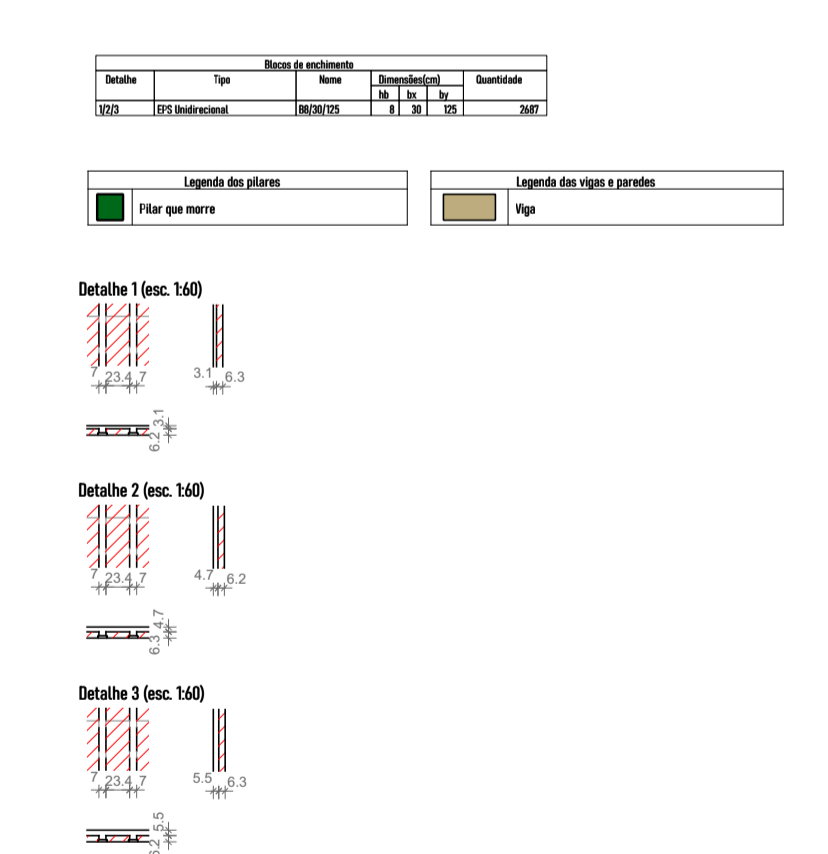 Blocos de enchimento
Detalhe Tipo Nome Dimensões(cm) Quantidade
hb bx by
1/2/3 EPS Unidirecional B8/30/125 8 30 125 2687
Legenda dos pilares
Pilar que morre
Legenda das vigas e paredes
Viga
Detalhe 1 (esc. 1:60)
7 23.4 7
3.1 6.3
6.2 3.1
Detalhe 2 (esc. 1:60)
7 23.4 7
4.7 6.2
6.3 4.7
Detalhe 3 (esc. 1:60)
7 23.4 7
5.5 6.3
5.5